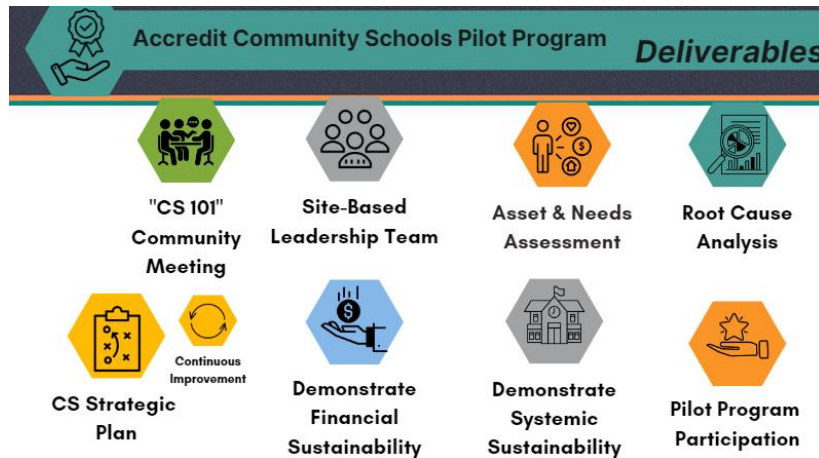 Accredit Community Schools Pilot Program
Deliverables
"CS 101"
Community
Meeting
Site-Based
Leadership Team
Asset & Needs
Assessment
Root Cause
Analysis
CS Strategic
Plan
Continuous
Improvement
Demonstrate
Financial
Sustainability
Demonstrate
Systemic
Sustainability
Pilot Program
Participation